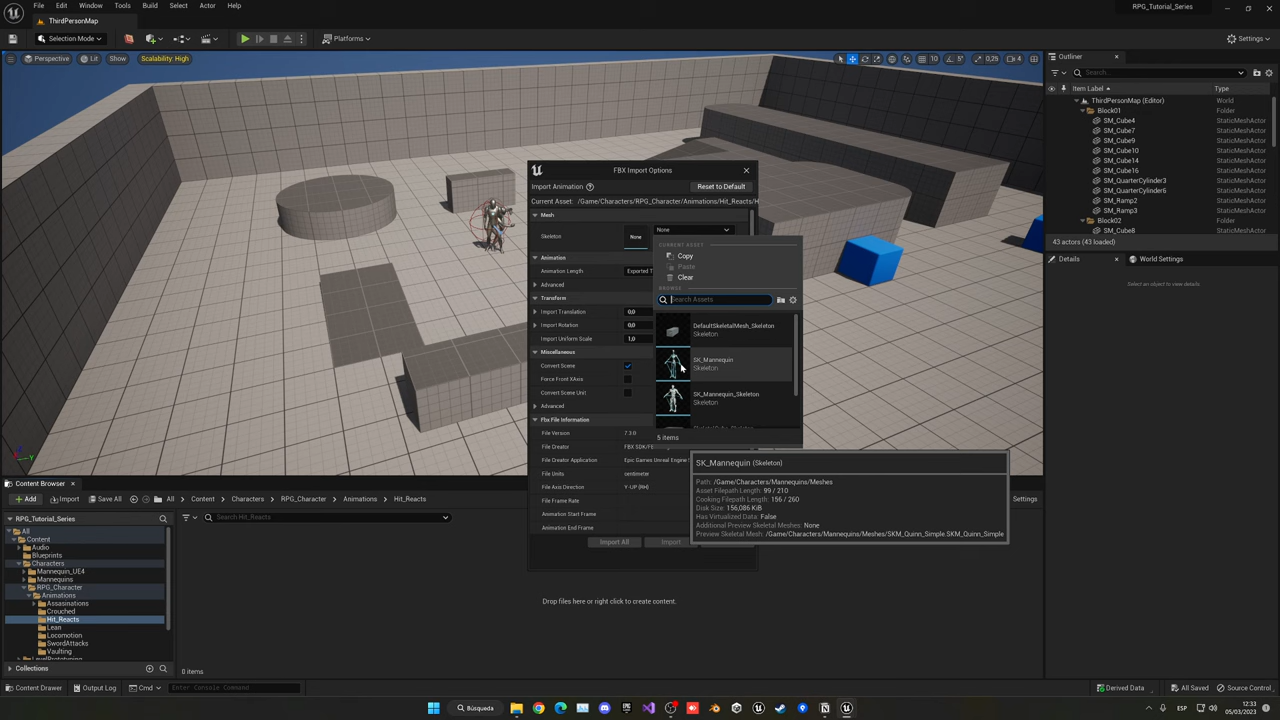 File
Edit
Window
Tools
Build
Select
Actor
Help
RPG_Tutorial_Series
ThirdPersonMap
Selection Mode
Platforms
Settings
Perspective
Lit
Show
Scalability: High
10
5°
0,25
4
Outliner
Search...
Item Label
Type
ThirdPersonMap (Editor)
World
Block01
Folder
SM_Cube4
StaticMeshActor
SM_Cube7
StaticMeshActor
SM_Cube9
StaticMeshActor
SM_Cube10
StaticMeshActor
SM_Cube14
StaticMeshActor
SM_Cube16
StaticMeshActor
SM_QuarterCylinder3
StaticMeshActor
SM_QuarterCylinder6
StaticMeshActor
SM_Ramp2
StaticMeshActor
SM_Ramp3
StaticMeshActor
Block02
Folder
SM_Cube8
StaticMeshActor
43 actors (43 loaded)
Details
World Settings
Select an object to view details.
FBX Import Options
Import Animation
Reset to Default
Current Asset: /Game/Characters/RPG_Character/Animations/Hit_Reacts/H
Mesh
Skeleton
None
None
Animation
Animation Length
Exported T
Advanced
Transform
Import Translation
0,0
Import Rotation
0,0
Import Uniform Scale
1,0
Miscellaneous
Convert Scene
Force Front XAxis
Convert Scene Unit
Advanced
Fbx File Information
File Version
7.3.0
File Creator
FBX SDK/FE
File Creator Application
Epic Games Unreal Engine
File Units
centimeter
File Axis Direction
Y-UP (RH)
File Frame Rate
Animation Start Frame
Animation End Frame
Import All
Import
CURRENT ASSET
Copy
Paste
Clear
BROWSE
Search Assets
DefaultSkeletalMesh_Skeleton
Skeleton
SK_Mannequin
Skeleton
SK_Mannequin_Skeleton
Skeleton
5 items
SK_Mannequin (Skeleton)
Path: /Game/Characters/Mannequins/Meshes
Asset Filepath Length: 99 / 210
Cooking Filepath Length: 156 / 260
Disk Size: 156,086 KiB
Has Virtualized Data: False
Additional Preview Skeletal Meshes: None
Preview Skeletal Mesh: /Game/Characters/Mannequins/Meshes/SKM_Quinn_Simple.SKM_Quinn_Simple
Content Browser
Add
Import
Save All
All
Content
Characters
RPG_Character
Animations
Hit_Reacts
Settings
RPG_Tutorial_Series
Search Hit_Reacts
All
Content
Audio
Blueprints
Characters
Mannequin_UE4
Mannequins
RPG_Character
Animations
Assasinations
Crouched
Hit_Reacts
Lean
Locomotion
SwordAttacks
Vaulting
LevelPrototyping
Collections
Drop files here or right click to create content.
0 items
Content Drawer
Output Log
Cmd
Enter Console Command
Derived Data
All Saved
Source Control
Búsqueda
ESP
12:33
05/03/2023